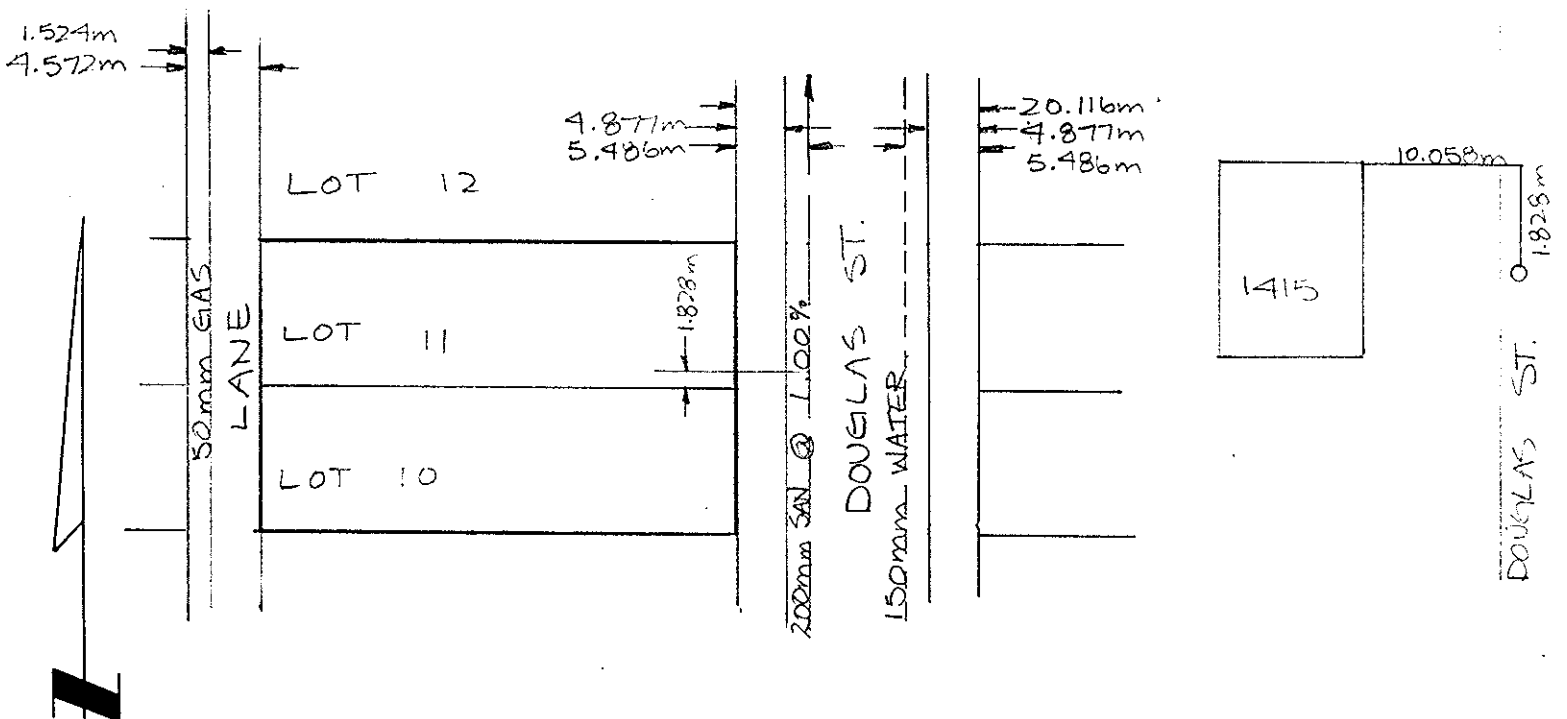 1.524m
4.572m
4.877m
5.486m
20.116m
4.877m
5.486m
10.058m
1.828m
LOT 12
1415
50mm GAS
LANE
LOT 11
1.828m
200mm SAN @ 1.00%
DOUGLAS ST.
150mm WATER
DOUGLAS ST.
LOT 10
N